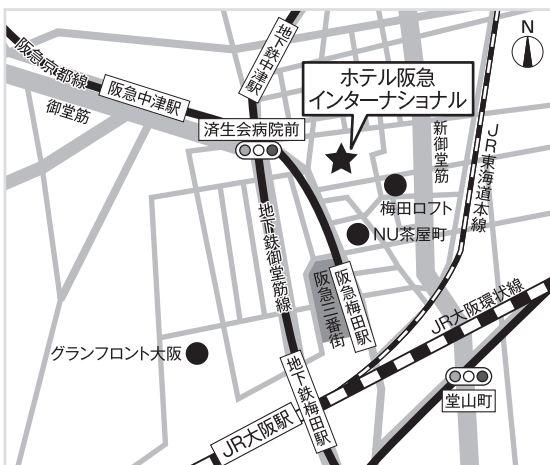 N
地下鉄中津駅
阪急京都線
阪急中津駅
御堂筋
済生会病院前
ホテル阪急
インターナショナル
新御堂筋
JR東海道本線
梅田ロフト
NU茶屋町
地下鉄御堂筋線
阪急三番街
阪急梅田駅
JR大阪環状線
グランフロント大阪
地下鉄梅田駅
堂山町
JR大阪駅